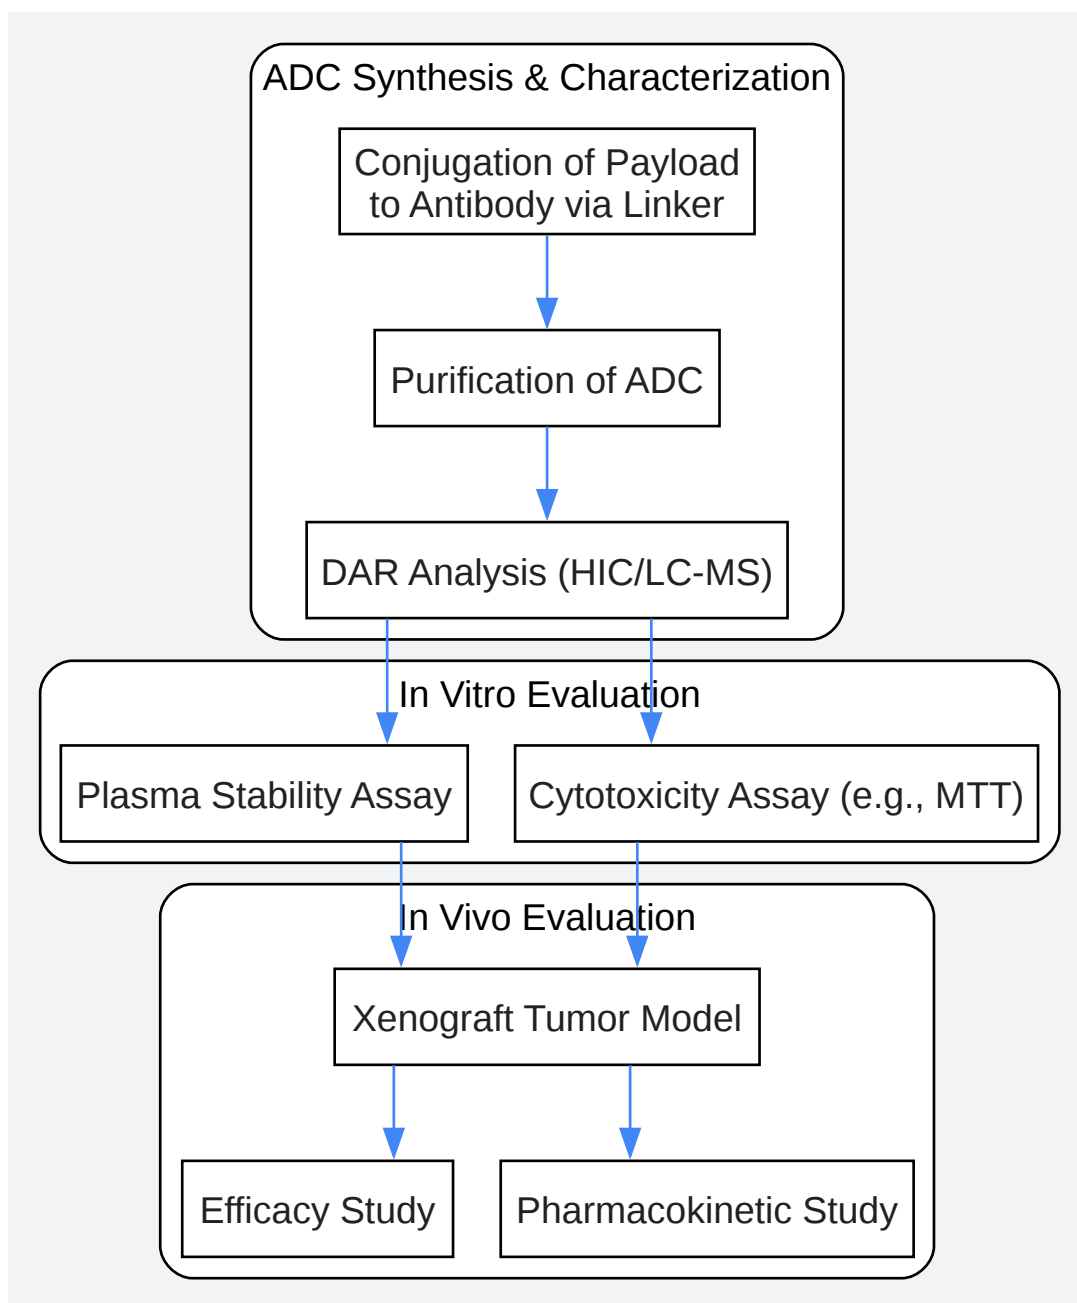 ADC Synthesis & Characterization
Conjugation of Payload
to Antibody via Linker
Purification of ADC
DAR Analysis (HIC/LC-MS)
In Vitro Evaluation
Plasma Stability Assay
Cytotoxicity Assay (e.g., MTT)
In Vivo Evaluation
Xenograft Tumor Model
Efficacy Study
Pharmacokinetic Study